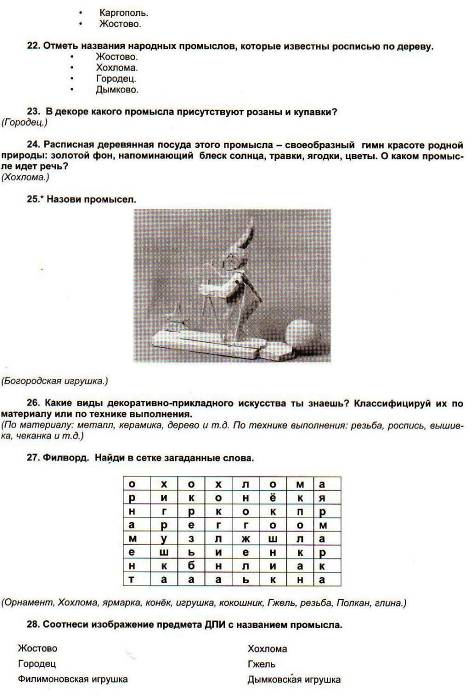 • Каргополь.
• Жостово.
22. Отметь названия народных промыслов, которые известны росписью по дереву.
• Жостово.
• Хохлома.
• Городец.
• Дымково.
23. В декоре какого промысла присутствуют розаны и купавки?
(Городец.)
24. Расписная деревянная посуда этого промысла – своеобразный гимн красоте родной
природы: золотой фон, напоминающий блеск солнца, травки, ягодки, цветы. О каком промыс-
ле идет речь?
(Хохлома.)
25.* Назови промысел.
(Богородская игрушка.)
26. Какие виды декоративно-прикладного искусства ты знаешь? Классифицируй их по
материалу или по технике выполнения.
(По материалу: металл, керамика, дерево и т.д. По технике выполнения: резьба, роспись, вышив-
ка, чеканка и т.д.)
27. Филворд. Найди в сетке загаданные слова.
о х о х л о м а
р и к о н ё к я
н г р к о к п р
а р е г г о о м
м у з л ж ш л а
е ш ь и е н к р
н к б н л и а к
т а а а ь к н а
(Орнамент, Хохлома, ярмарка, конёк, игрушка, кокошник, Гжель, резьба, Полкан, глина.)
28. Соотнеси изображение предмета ДПИ с названием промысла.
Жостово Хохлома
Городец Гжель
Филимоновская игрушка Дымковская игрушка